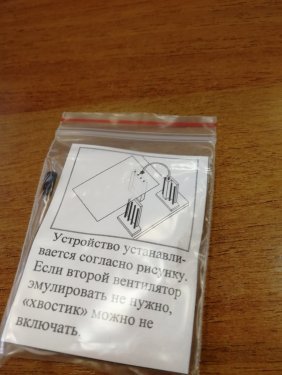 Устройство устанавли-
вается согласно рисунку.
Если второй вентилятор
эмулировать не нужно,
«хвостик» можно не
включать.